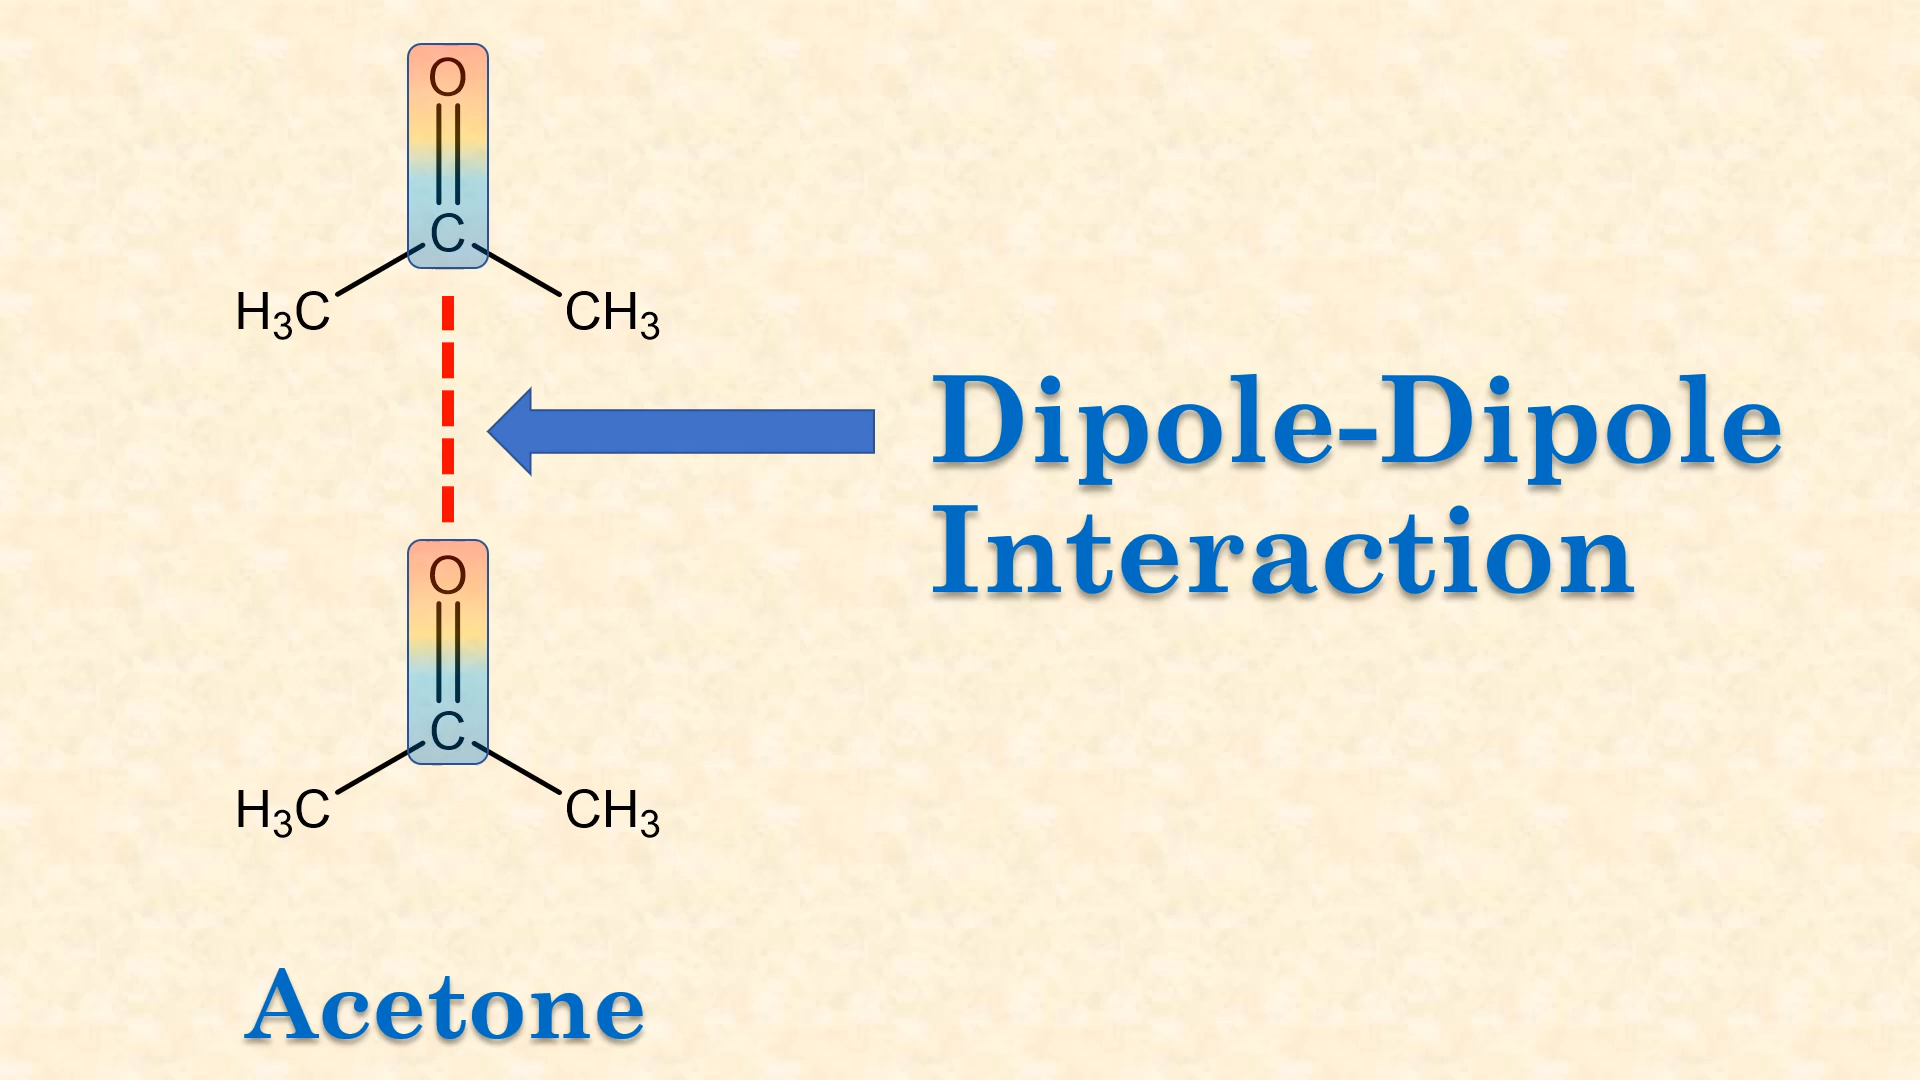 O
C
H₃C CH₃
Dipole-Dipole
Interaction
O
C
H₃C CH₃
Acetone